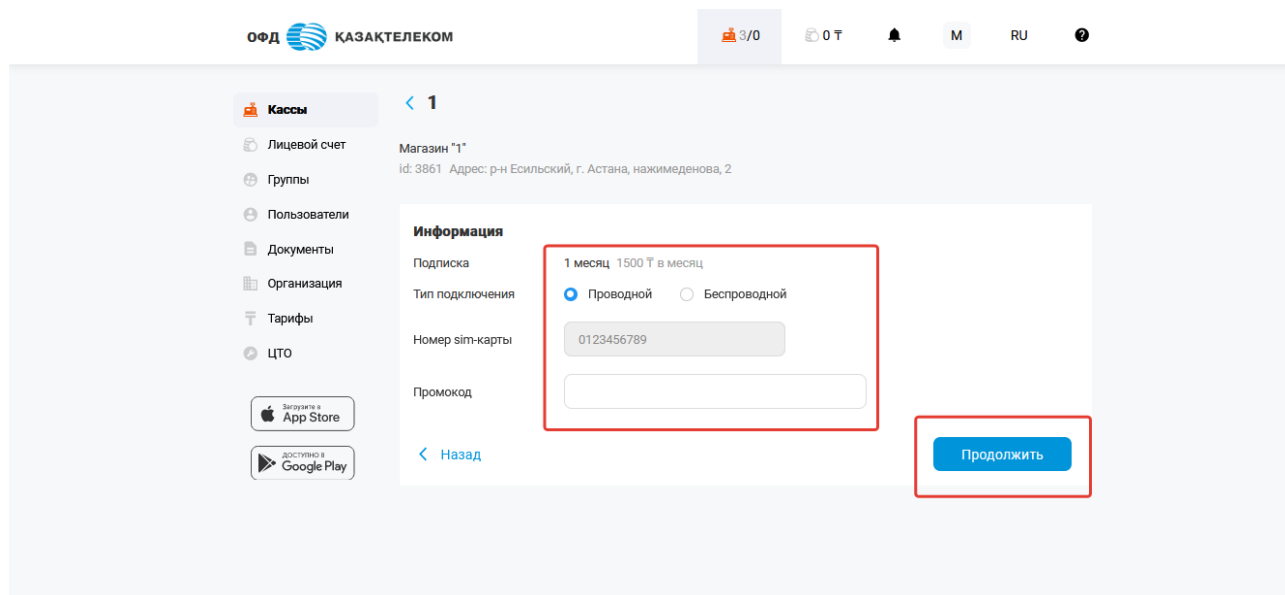 ОФД ҚАЗАҚТЕЛЕКОМ
3/0
0 ₸
M
RU
?
Кассы
Лицевой счет
Группы
Пользователи
Документы
Организация
Тарифы
ЦТО
Загрузите в
App Store
ДОСТУПНО В
Google Play
1
Магазин "1"
id: 3861 Адрес: р-н Есильский, г. Астана, нажимеденова, 2
Информация
Подписка 1 месяц 1500 ₸ в месяц
Тип подключения Проводной Беспроводной
Номер sim-карты 0123456789
Промокод
Назад Продолжить